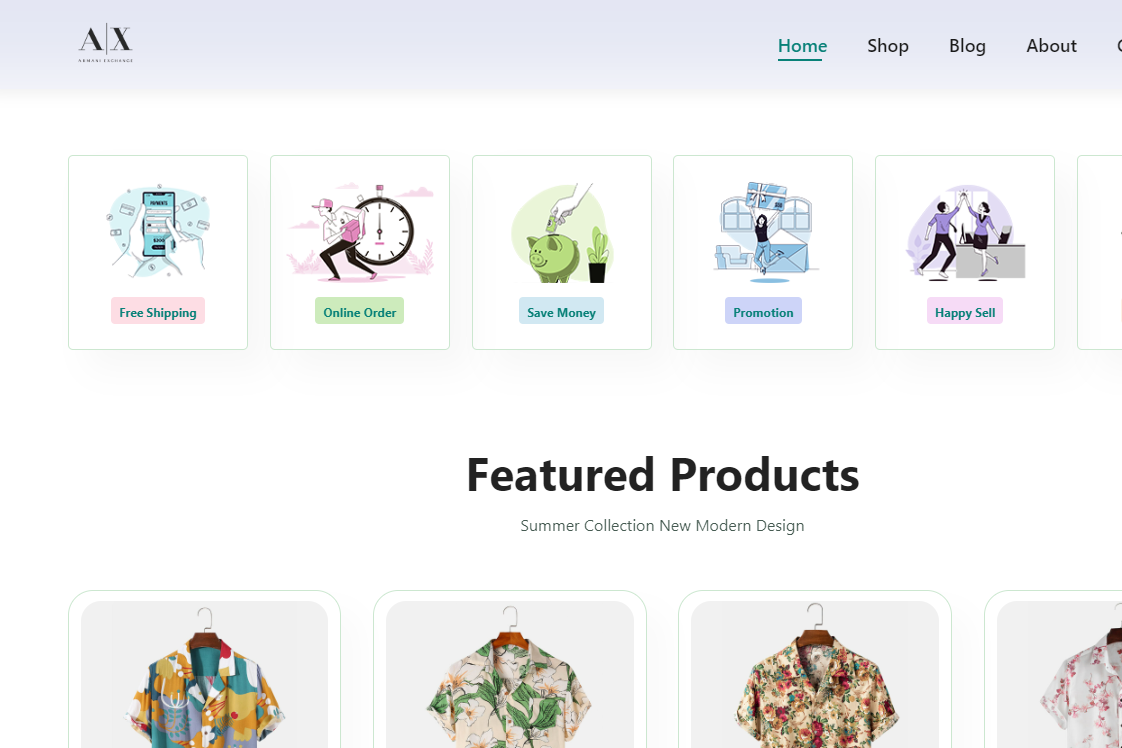 A|X
ARMANI EXCHANGE
Home Shop Blog About
Free Shipping
Online Order
Save Money
Promotion
Happy Sell
Featured Products
Summer Collection New Modern Design